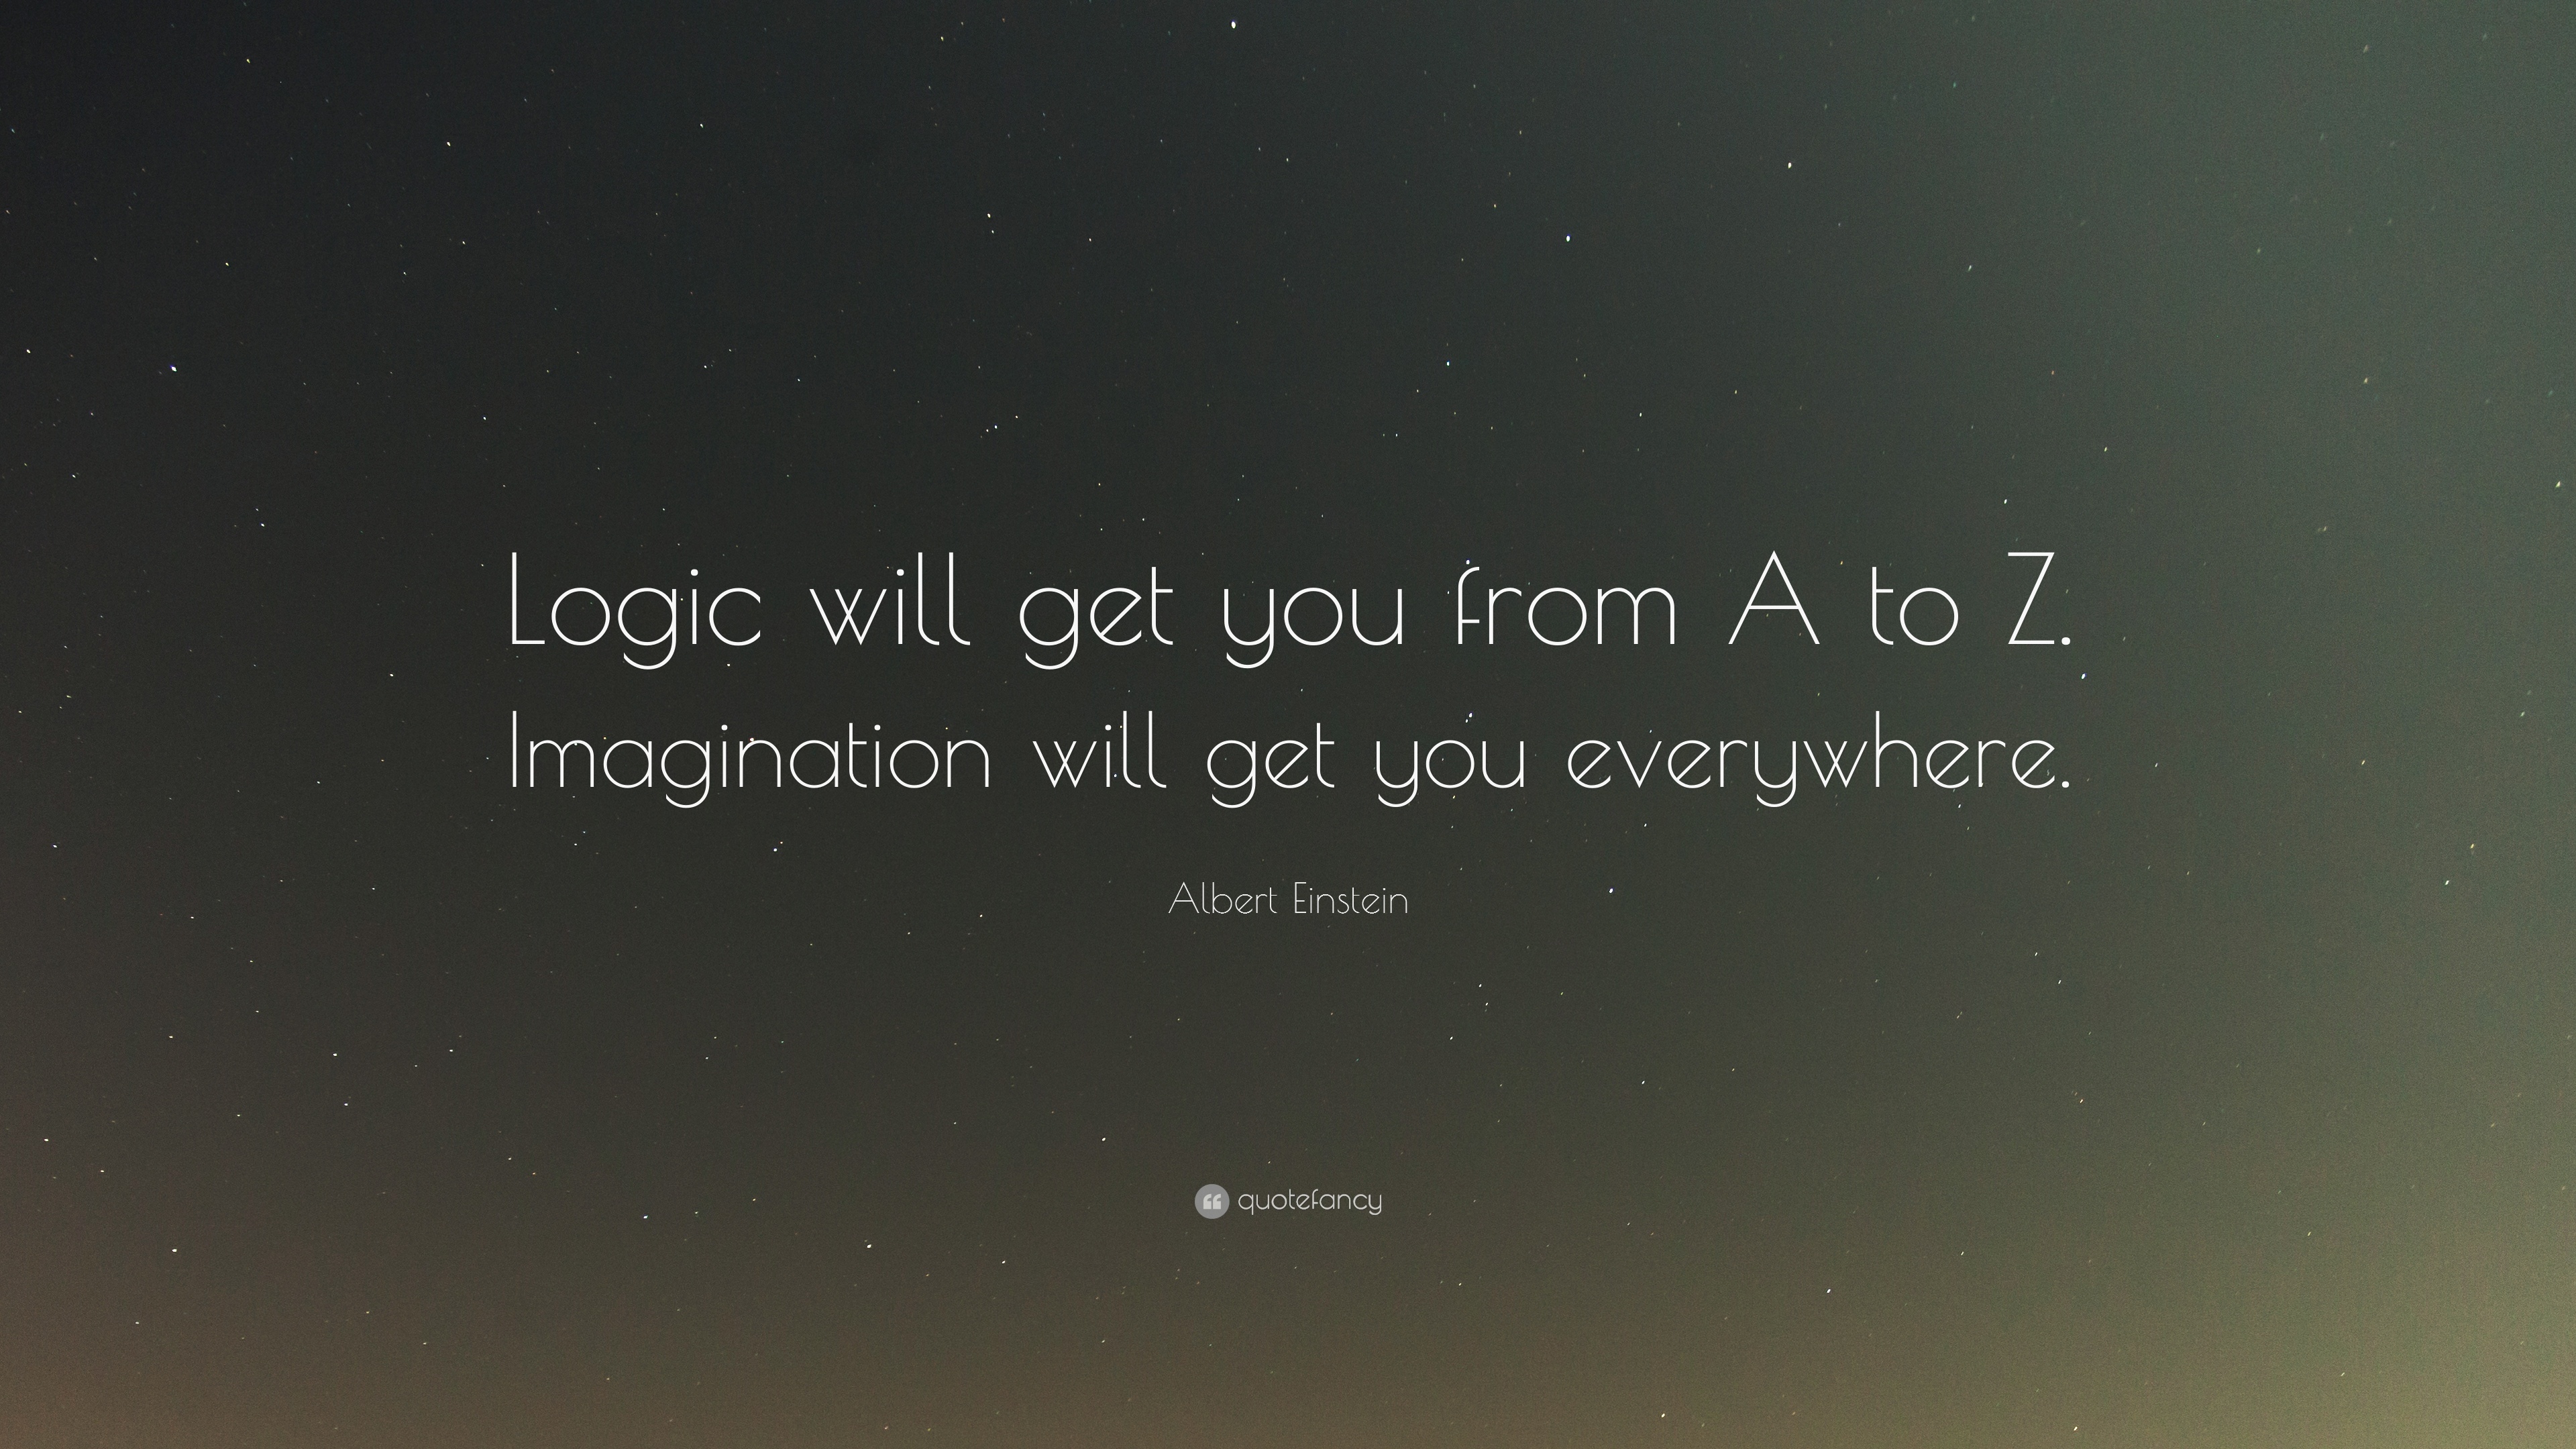 Logic will get you from A to Z.
Imagination will get you everywhere.
Albert Einstein
quotefancy